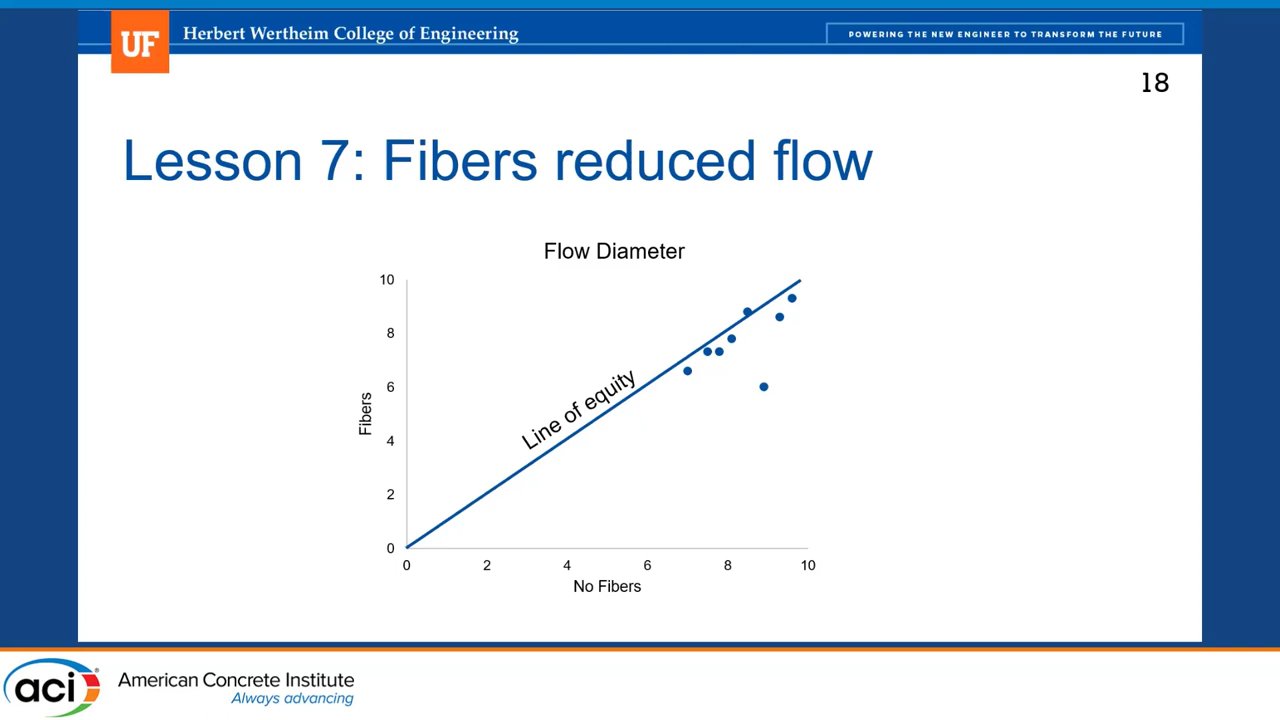 UF
Herbert Wertheim College of Engineering
POWERING THE NEW ENGINEER TO TRANSFORM THE FUTURE
18
Lesson 7: Fibers reduced flow
Flow Diameter
10
8
6
4
2
0
Fibers
Line of equity
0 2 4 6 8 10
No Fibers
aci®
American Concrete Institute
Always advancing